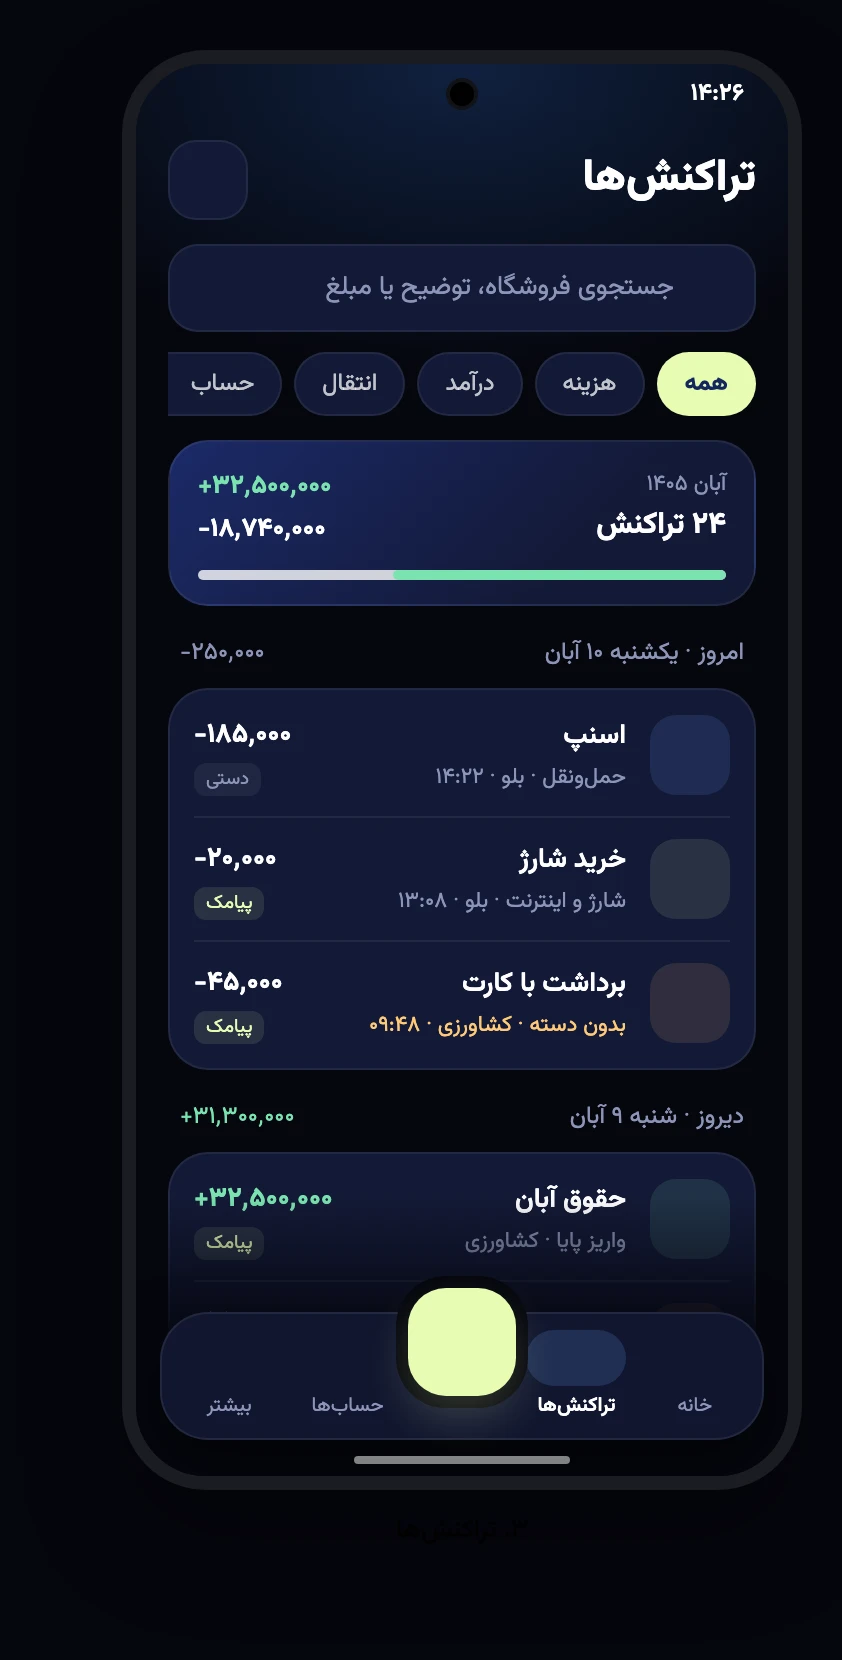 ۱۴:۲۶
تراکنش‌ها
جستجوی فروشگاه، توضیح یا مبلغ
همه هزینه درآمد انتقال حساب
آبان ۱۴۰۵ +۳۲,۵۰۰,۰۰۰
۲۴ تراکنش -۱۸,۷۴۰,۰۰۰
امروز · یکشنبه ۱۰ آبان -۲۵۰,۰۰۰
اسنپ -۱۸۵,۰۰۰
حمل‌ونقل · بلو · ۱۴:۲۲ دستی
خرید شارژ -۲۰,۰۰۰
شارژ و اینترنت · بلو · ۱۳:۰۸ پیامک
برداشت با کارت -۴۵,۰۰۰
بدون دسته · کشاورزی · ۰۹:۴۸ پیامک
دیروز · شنبه ۹ آبان +۳۱,۳۰۰,۰۰۰
حقوق آبان +۳۲,۵۰۰,۰۰۰
واریز پایا · کشاورزی پیامک
خانه تراکنش‌ها حساب‌ها بیشتر
۳. تراکنش‌ها